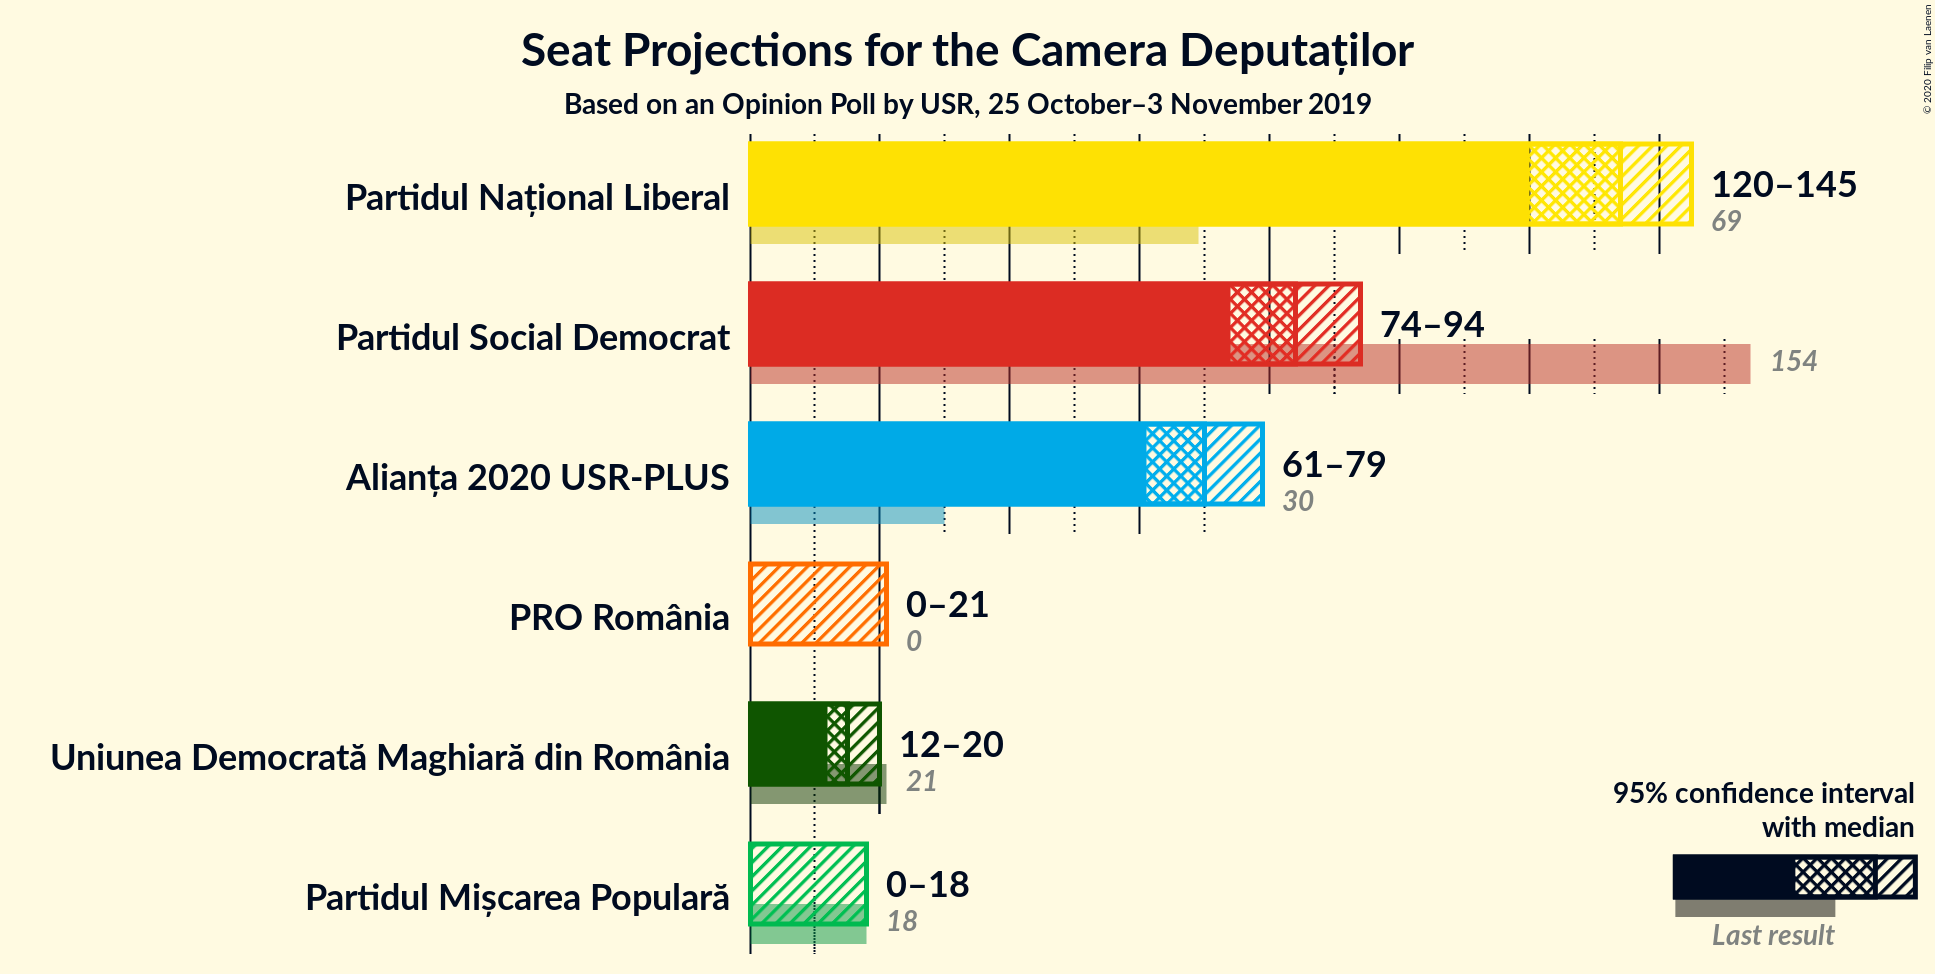 Seat Projections for the Camera Deputaților
Based on an Opinion Poll by USR, 25 October–3 November 2019
© 2020 Filip van Laenen
Partidul Național Liberal
120–145
69
Partidul Social Democrat
74–94
154
Alianța 2020 USR-PLUS
61–79
30
PRO România
0–21
0
Uniunea Democrată Maghiară din România
12–20
21
Partidul Mișcarea Populară
0–18
18
95% confidence interval
with median
Last result